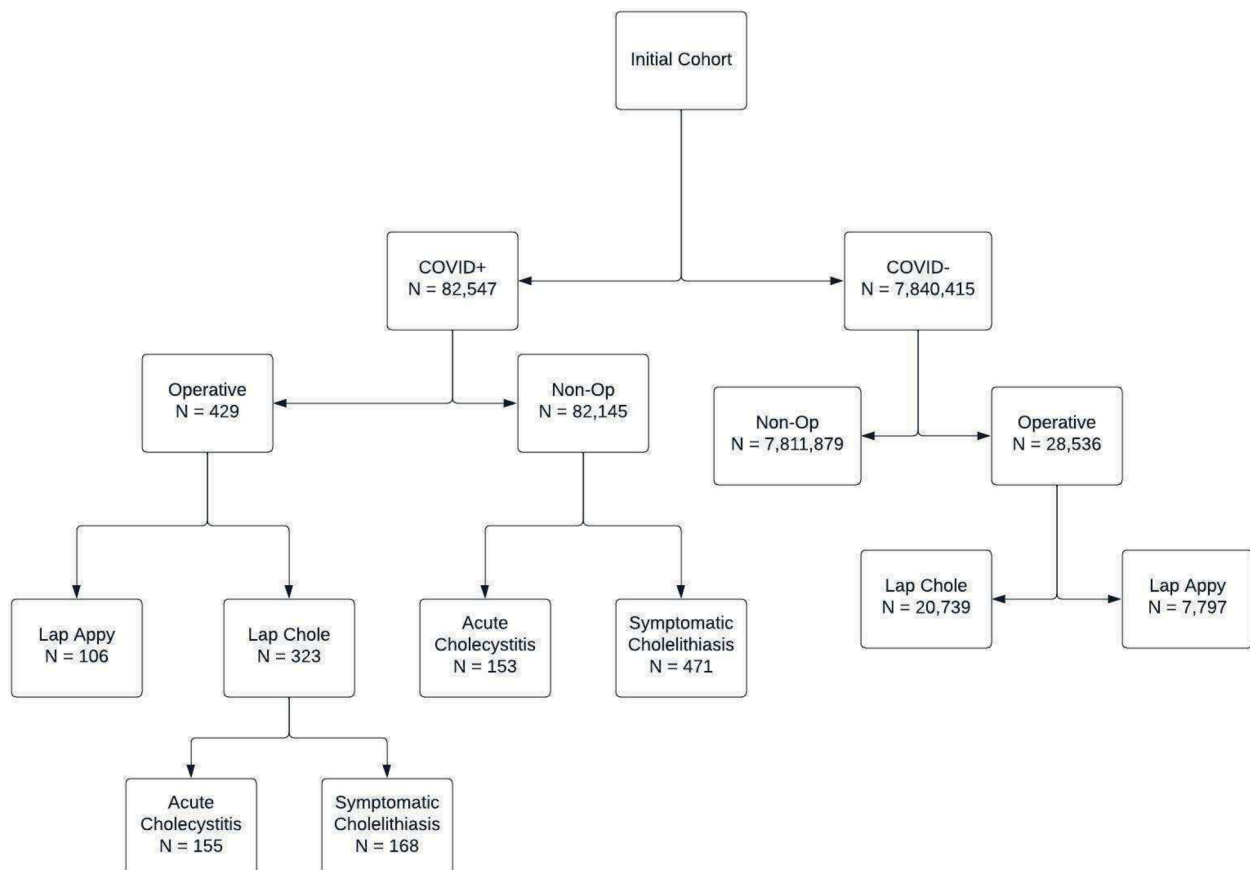 Initial Cohort
COVID+
N = 82,547
COVID-
N = 7,840,415
Operative
N = 429
Non-Op
N = 82,145
Non-Op
N = 7,811,879
Operative
N = 28,536
Lap Appy
N = 106
Lap Chole
N = 323
Acute
Cholecystitis
N = 153
Symptomatic
Cholelithiasis
N = 471
Lap Chole
N = 20,739
Lap Appy
N = 7,797
Acute
Cholecystitis
N = 155
Symptomatic
Cholelithiasis
N = 168